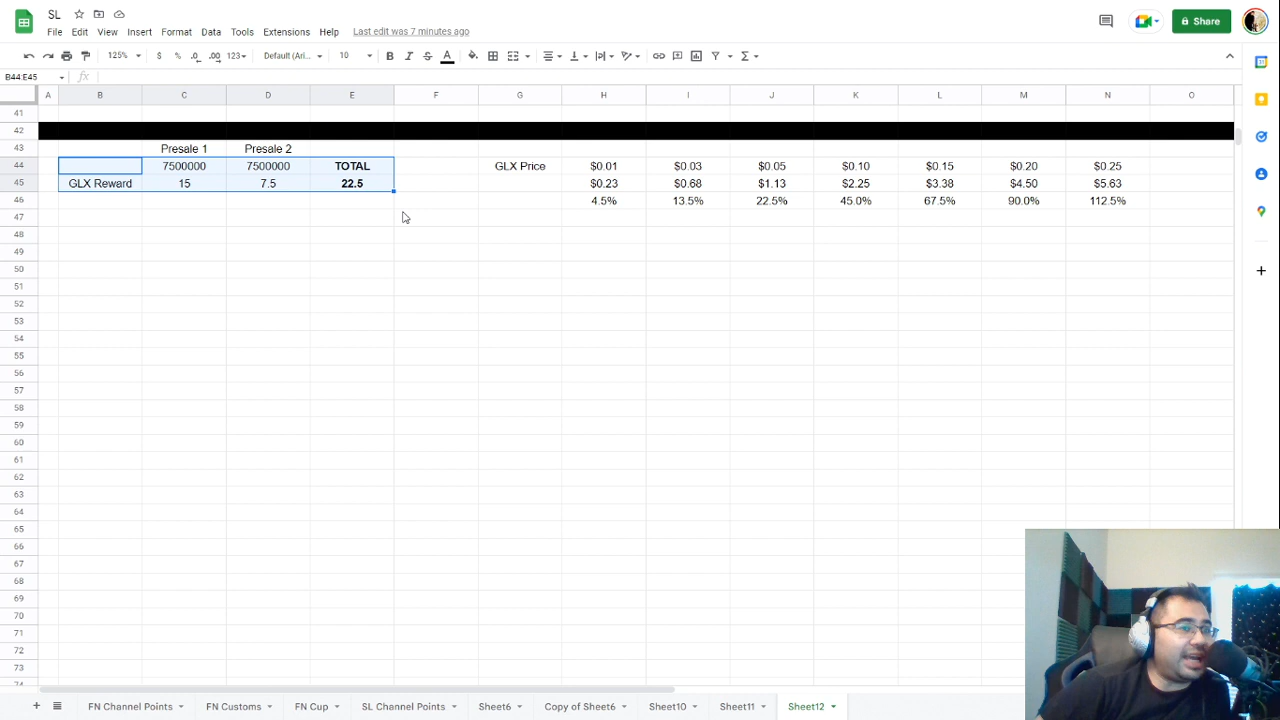 SL
File Edit View Insert Format Data Tools Extensions Help Last edit was 7 minutes ago
Share
125% $ % .0 .00 123 Default (Ari... 10 B I S A
B44:E45 fx
A B C D E F G H I J K L M N O
41
42
43 Presale 1 Presale 2
44 7500000 7500000 TOTAL GLX Price $0.01 $0.03 $0.05 $0.10 $0.15 $0.20 $0.25
45 GLX Reward 15 7.5 22.5 $0.23 $0.68 $1.13 $2.25 $3.38 $4.50 $5.63
46 4.5% 13.5% 22.5% 45.0% 67.5% 90.0% 112.5%
47
48
49
50
51
52
53
54
55
56
57
58
59
60
61
62
63
64
65
66
67
68
69
70
71
72
73
74
FN Channel Points FN Customs FN Cup SL Channel Points Sheet6 Copy of Sheet6 Sheet10 Sheet11 Sheet12